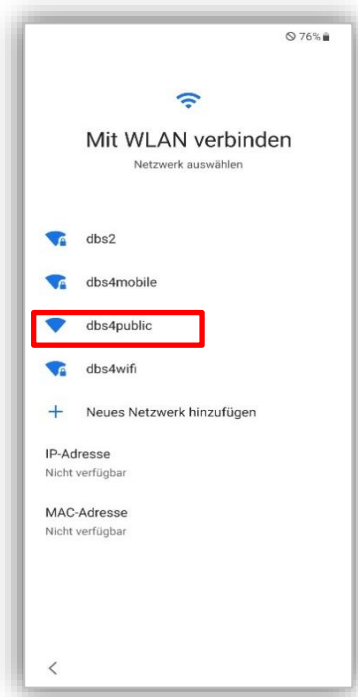 76%
Mit WLAN verbinden
Netzwerk auswählen
dbs2
dbs4mobile
dbs4public
dbs4wifi
Neues Netzwerk hinzufügen
IP-Adresse
Nicht verfügbar
MAC-Adresse
Nicht verfügbar